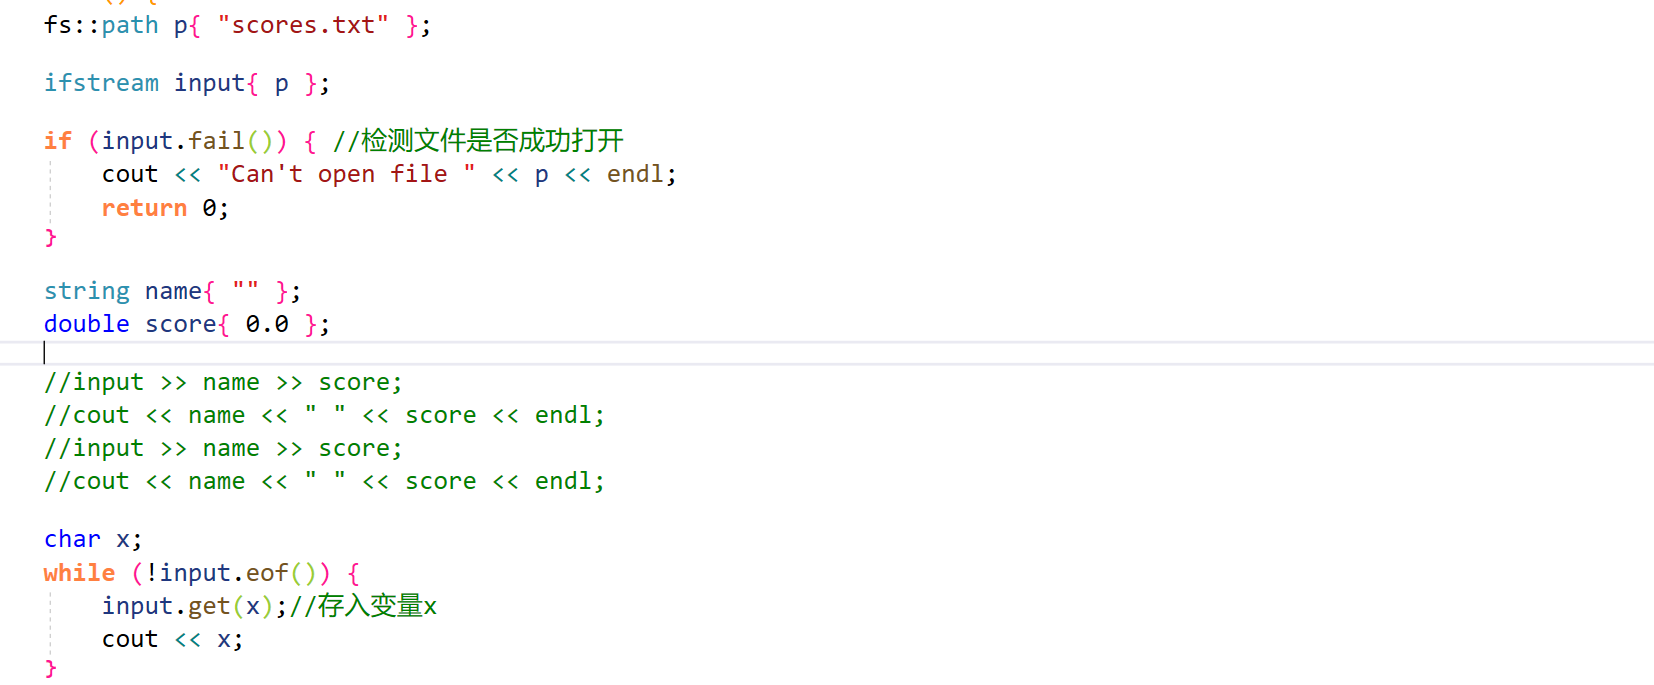 fs::path p{ "scores.txt" };
ifstream input{ p };
if (input.fail()) { //检测文件是否成功打开
cout << "Can't open file " << p << endl;
return 0;
}
string name{ "" };
double score{ 0.0 };
//input >> name >> score;
//cout << name << " " << score << endl;
//input >> name >> score;
//cout << name << " " << score << endl;
char x;
while (!input.eof()) {
input.get(x);//存入变量x
cout << x;
}